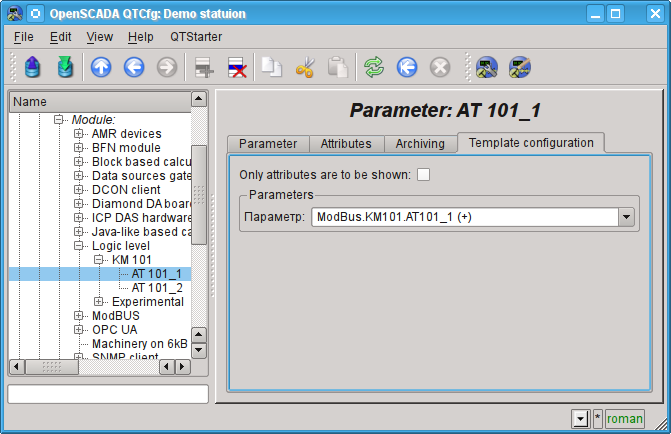 OpenSCADA QTCfg: Demo statuion
File Edit View Help QTStarter
Name
Module:
AMR devices
BFN module
Block based calcu
Data sources gate
DCON client
Diamond DA board
ICP DAS hardware
Java-like based ca
Logic level
KM 101
AT 101_1
AT 101_2
Experimental
ModBUS
OPC UA
Machinery on 6kB
SNMP client
Parameter: AT 101_1
Parameter Attributes Archiving Template configuration
Only attributes are to be shown:
Parameters
Параметр: ModBus.KM101.AT101_1 (+)
* roman